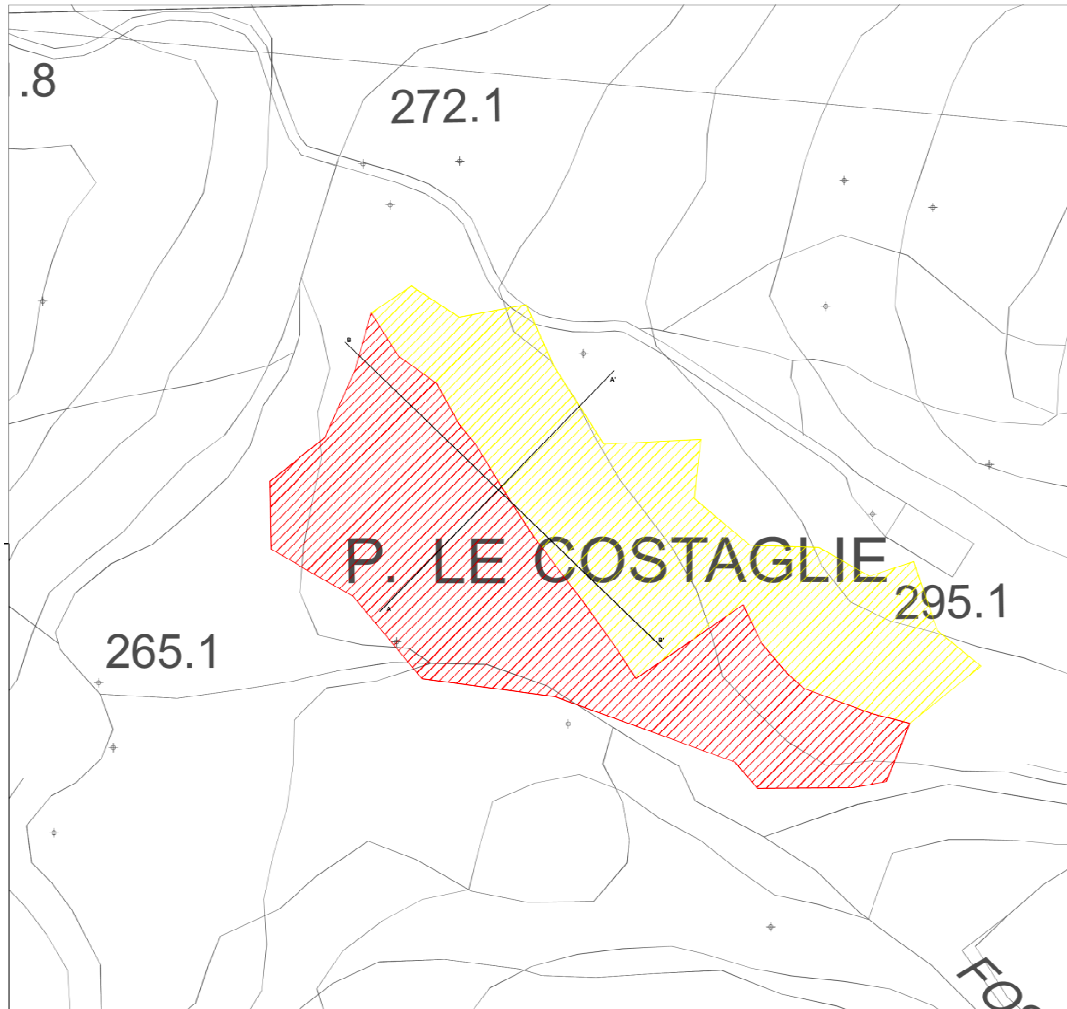 .8
272.1
B
A'
P. LE COSTAGLIE
295.1
A
B'
265.1
FOS